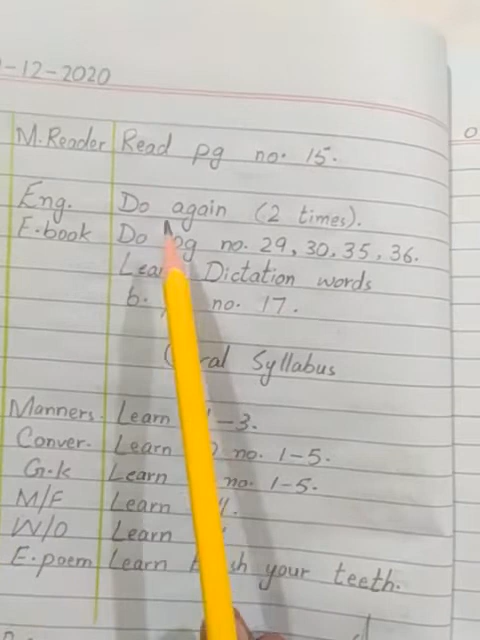 -12-2020
M.Reader Read pg no. 15.
Eng. Do again (2 times).
E.book Do pg no. 29, 30, 35, 36.
Dictation words
no. 17.
Syllabus
Manners. Learn -3.
Conver. Learn no. 1-5.
G.k Learn no. 1-5.
M/F Learn
W/O Learn
E.poem Learn your teeth.